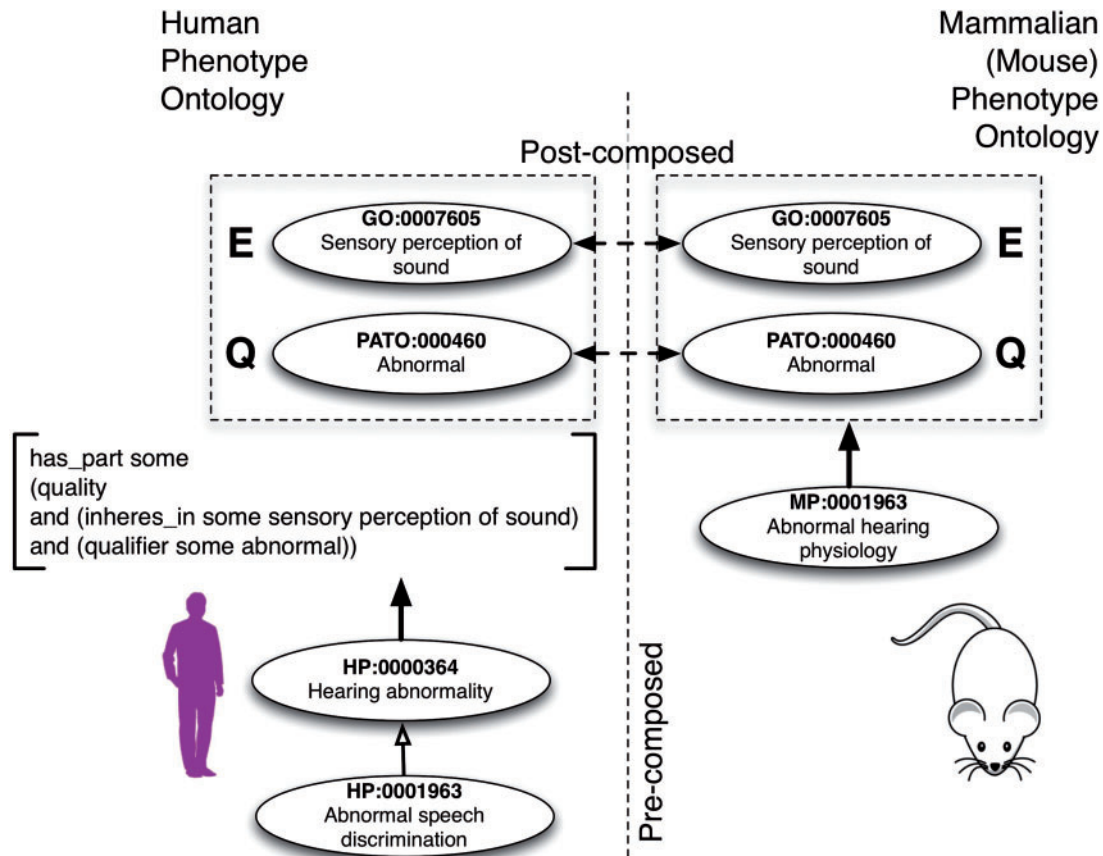 Human
Phenotype
Ontology
Mammalian
(Mouse)
Phenotype
Ontology
Post-composed
E
GO:0007605
Sensory perception of
sound
GO:0007605
Sensory perception of
sound
E
Q
PATO:000460
Abnormal
PATO:000460
Abnormal
Q
has_part some
(quality
and (inheres_in some sensory perception of sound)
and (qualifier some abnormal))
MP:0001963
Abnormal hearing
physiology
HP:0000364
Hearing abnormality
HP:0001963
Abnormal speech
discrimination
Pre-composed